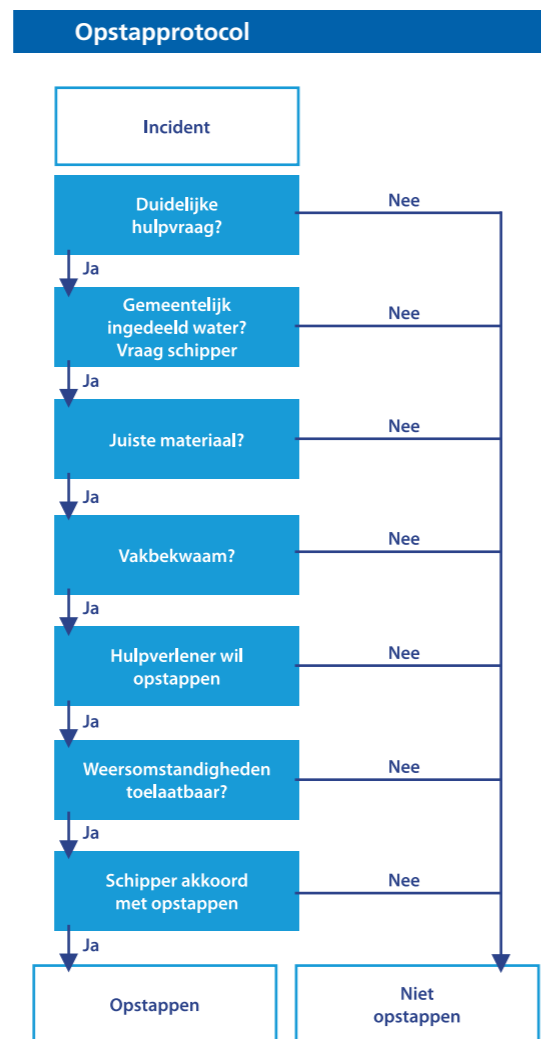 Opstapprotocol
Incident
Duidelijke
hulpvraag?
Nee
Ja
Gemeentelijk
ingedeeld water?
Vraag schipper
Nee
Ja
Juiste materiaal?
Nee
Ja
Vakbekwaam?
Nee
Ja
Hulpverlener wil
opstappen
Nee
Ja
Weersomstandigheden
toelaatbaar?
Nee
Ja
Schipper akkoord
met opstappen
Nee
Ja
Opstappen
Niet
opstappen